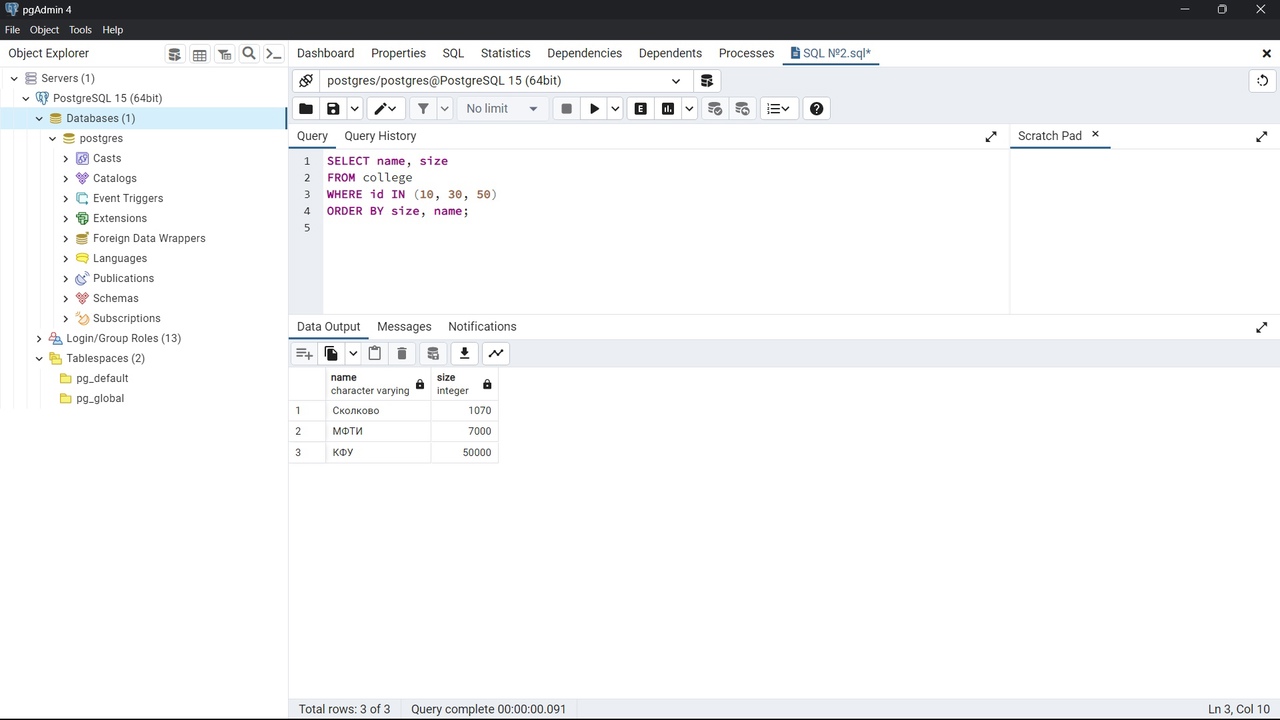 pgAdmin 4
File Object Tools Help
Object Explorer
Dashboard Properties SQL Statistics Dependencies Dependents Processes SQL №2.sql*
Servers (1)
PostgreSQL 15 (64bit)
Databases (1)
postgres
Casts
Catalogs
Event Triggers
Extensions
Foreign Data Wrappers
Languages
Publications
Schemas
Subscriptions
Login/Group Roles (13)
Tablespaces (2)
pg_default
pg_global
postgres/postgres@PostgreSQL 15 (64bit)
No limit
E
Query Query History
Scratch Pad
1 SELECT name, size
2 FROM college
3 WHERE id IN (10, 30, 50)
4 ORDER BY size, name;
5
Data Output Messages Notifications
name size
character varying integer
1 Сколково 1070
2 МФТИ 7000
3 КФУ 50000
Total rows: 3 of 3 Query complete 00:00:00.091 Ln 3, Col 10